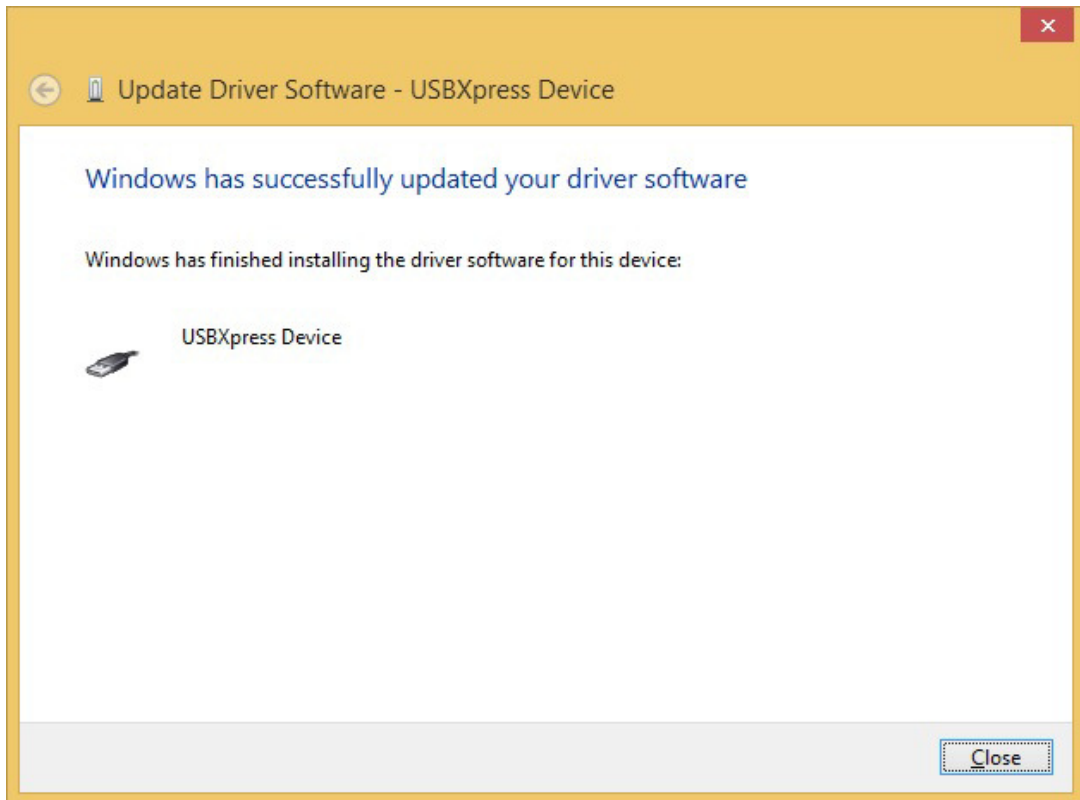 Update Driver Software - USBXpress Device
Windows has successfully updated your driver software
Windows has finished installing the driver software for this device:
USBXpress Device
Close